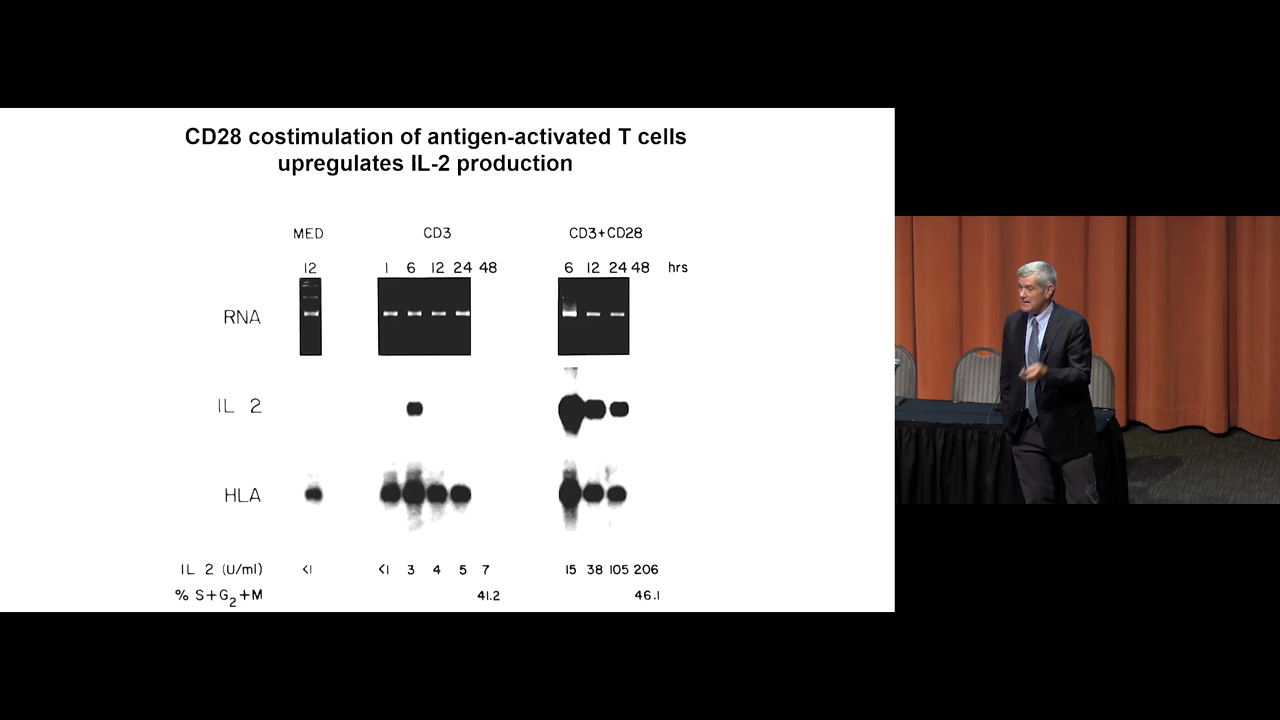 CD28 costimulation of antigen-activated T cells
upregulates IL-2 production
MED CD3 CD3+CD28
12 1 6 12 24 48 6 12 24 48 hrs
RNA
IL 2
HLA
IL 2 (U/ml) <1 <1 3 4 5 7 15 38 105 206
% S+G2+M 41.2 46.1